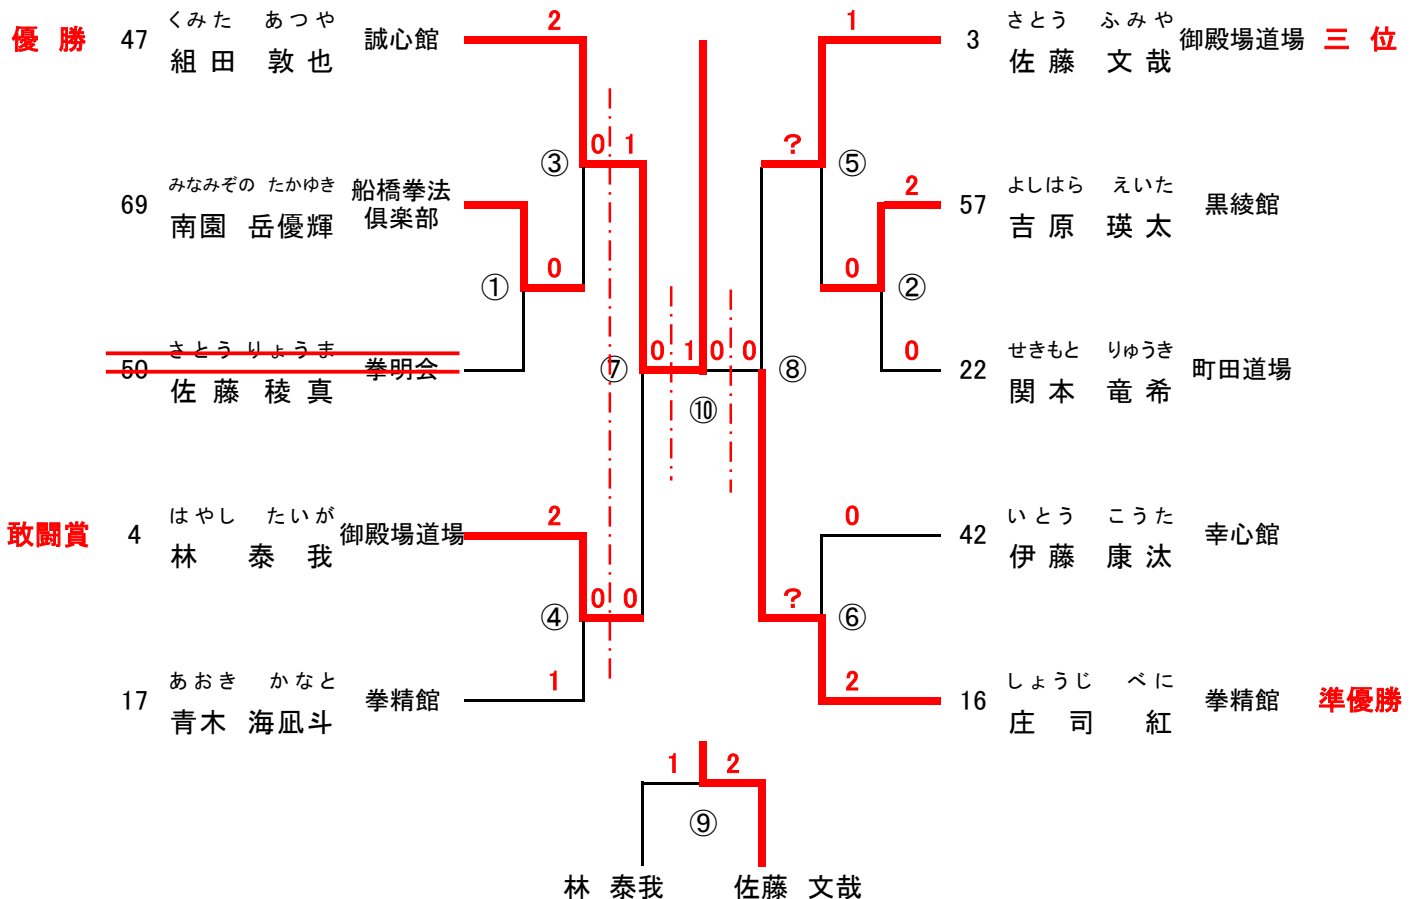 優 勝 47 くみた あつや 誠心館
組 田 敦 也
2
1
3 さとう ふみや 御殿場道場 三 位
佐 藤 文 哉
③ 0 1
? ⑤
69 みなみぞの たかゆき 船橋拳法
南園 岳優輝 倶楽部
2
57 よしはら えいた 黒綾館
吉 原 瑛 太
① 0
0 ②
50 さとう りょうま 拳明会
佐 藤 稜 真
⑦ 0 1 0 0 ⑧
⑩
0
22 せきもと りゅうき 町田道場
関 本 竜 希
敢闘賞 4 はやし たいが 御殿場道場
林 泰 我
2
0
42 いとう こうた 幸心館
伊 藤 康 汰
④ 0 0
? ⑥
17 あおき かなと 拳精館
青木 海凪斗
1
2
16 しょうじ べに 拳精館 準優勝
庄 司 紅
1 2
⑨
林 泰我 佐藤 文哉